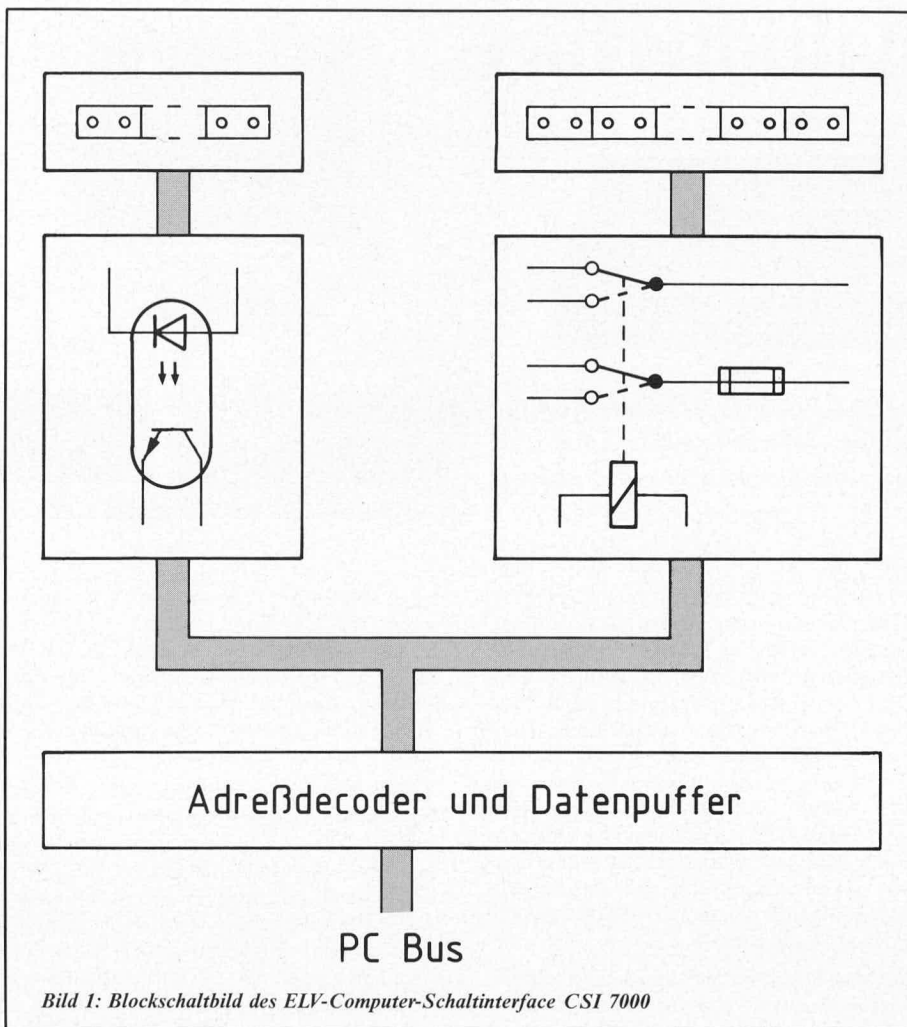 Adreßdecoder und Datenpuffer
PC Bus
Bild 1: Blockschaltbild des ELV-Computer-Schaltinterface CSI 7000